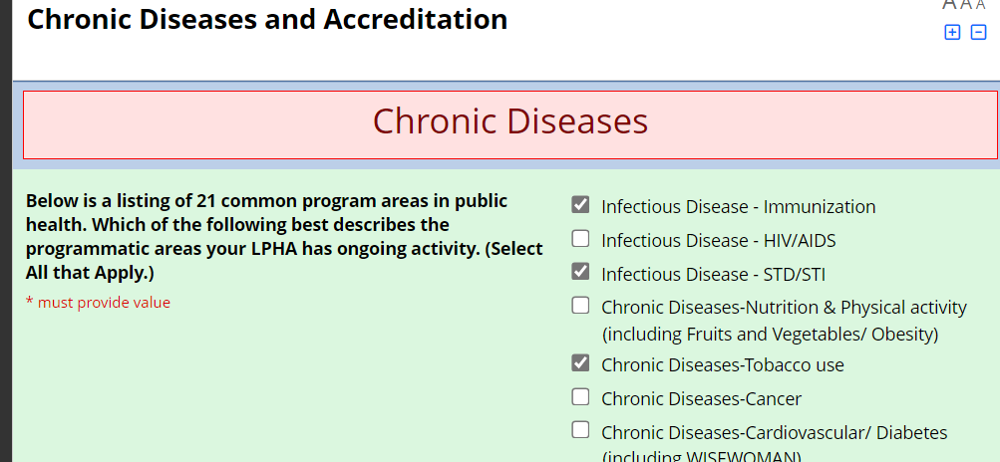 Chronic Diseases and Accreditation
A A A
Chronic Diseases
Below is a listing of 21 common program areas in public
health. Which of the following best describes the
programmatic areas your LPHA has ongoing activity. (Select
All that Apply.)
* must provide value
Infectious Disease - Immunization
Infectious Disease - HIV/AIDS
Infectious Disease - STD/STI
Chronic Diseases-Nutrition & Physical activity
(including Fruits and Vegetables/ Obesity)
Chronic Diseases-Tobacco use
Chronic Diseases-Cancer
Chronic Diseases-Cardiovascular/ Diabetes
(including WISEWOMAN)